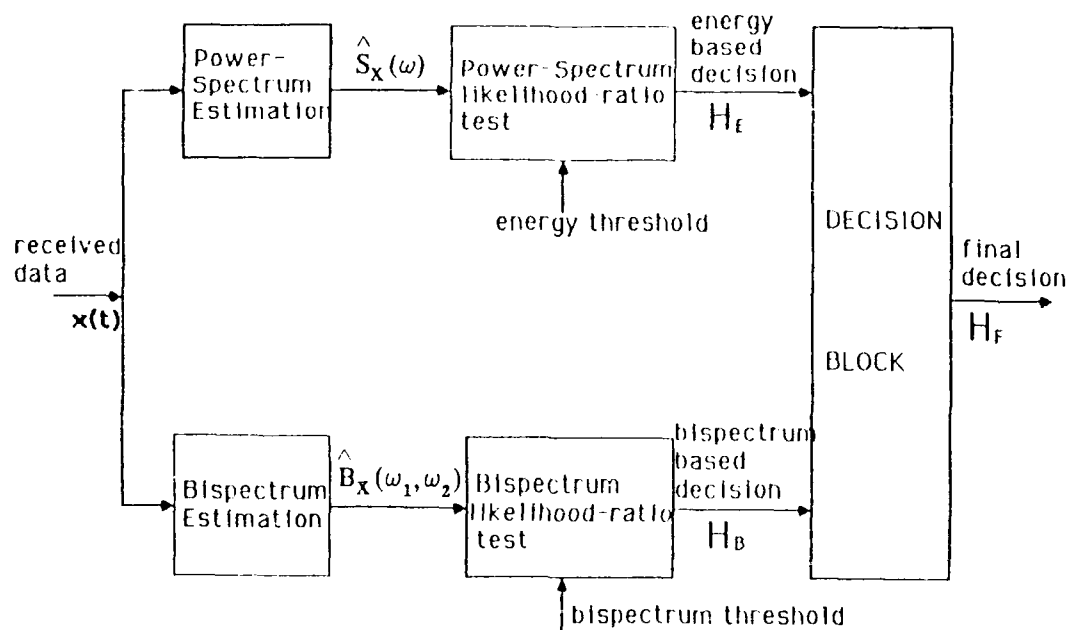 Power-
Spectrum
Estimation
Ŝ_X(ω)
Power-Spectrum
likelihood-ratio
test
energy
based
decision
H_E
energy threshold
received
data
x(t)
DECISION
BLOCK
final
decision
H_F
Bispectrum
Estimation
B̂_X(ω₁,ω₂)
Bispectrum
likelihood-ratio
test
bispectrum
based
decision
H_B
bispectrum threshold